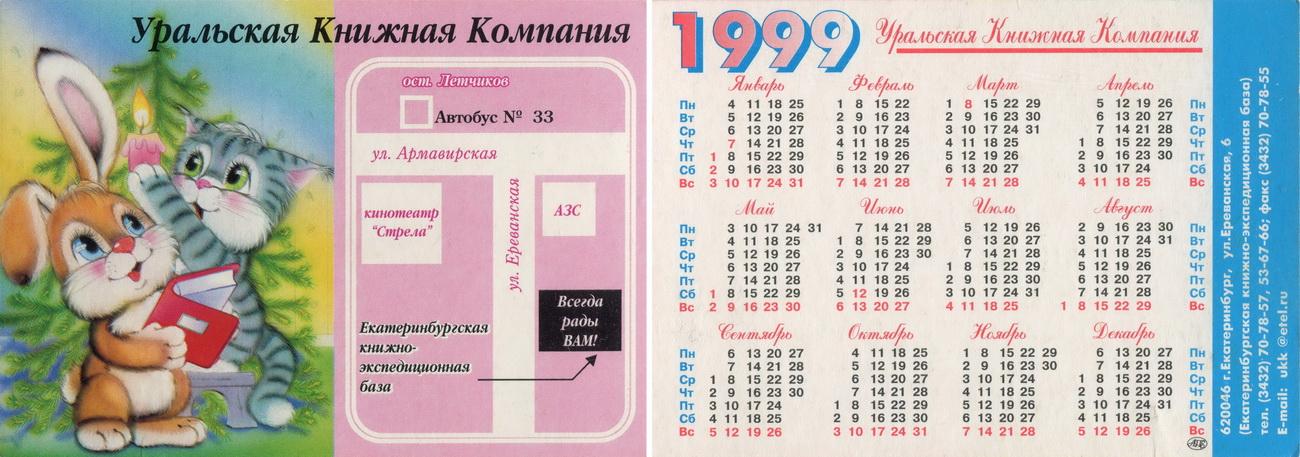 Уральская Книжная Компания
ост. Летчиков
Автобус № 33
ул. Армавирская
кинотеатр
"Стрела"
ул. Ереванская
АЗС
Всегда
рады
ВАМ!
Екатеринбургская
книжно-
экспедиционная
база
1999
Уральская Книжная Компания
Январь Февраль Март Апрель
Пн 4 11 18 25 1 8 15 22 1 8 15 22 29 5 12 19 26 Пн
Вт 5 12 19 26 2 9 16 23 2 9 16 23 30 6 13 20 27 Вт
Ср 6 13 20 27 3 10 17 24 3 10 17 24 31 7 14 21 28 Ср
Чт 7 14 21 28 4 11 18 25 4 11 18 25 1 8 15 22 29 Чт
Пт 1 8 15 22 29 5 12 19 26 5 12 19 26 2 9 16 23 30 Пт
Сб 2 9 16 23 30 6 13 20 27 6 13 20 27 3 10 17 24 Сб
Вс 3 10 17 24 31 7 14 21 28 7 14 21 28 4 11 18 25 Вс
Май Июнь Июль Август
Пн 3 10 17 24 31 7 14 21 28 5 12 19 26 2 9 16 23 30 Пн
Вт 4 11 18 25 1 8 15 22 29 6 13 20 27 3 10 17 24 31 Вт
Ср 5 12 19 26 2 9 16 23 30 7 14 21 28 4 11 18 25 Ср
Чт 6 13 20 27 3 10 17 24 1 8 15 22 29 5 12 19 26 Чт
Пт 7 14 21 28 4 11 18 25 2 9 16 23 30 6 13 20 27 Пт
Сб 1 8 15 22 29 5 12 19 26 3 10 17 24 31 7 14 21 28 Сб
Вс 2 9 16 23 30 6 13 20 27 4 11 18 25 1 8 15 22 29 Вс
Сентябрь Октябрь Ноябрь Декабрь
Пн 6 13 20 27 4 11 18 25 1 8 15 22 29 6 13 20 27 Пн
Вт 7 14 21 28 5 12 19 26 2 9 16 23 30 7 14 21 28 Вт
Ср 1 8 15 22 29 6 13 20 27 3 10 17 24 1 8 15 22 29 Ср
Чт 2 9 16 23 30 7 14 21 28 4 11 18 25 2 9 16 23 30 Чт
Пт 3 10 17 24 1 8 15 22 29 5 12 19 26 3 10 17 24 31 Пт
Сб 4 11 18 25 2 9 16 23 30 6 13 20 27 4 11 18 25 Сб
Вс 5 12 19 26 3 10 17 24 31 7 14 21 28 5 12 19 26 Вс
620046 г.Екатеринбург, ул.Ереванская, 6
(Екатеринбургская книжно-экспедиционная база)
тел. (3432) 70-78-57, 53-67-66; факс (3432) 70-78-55
E-mail: ukk @etel.ru